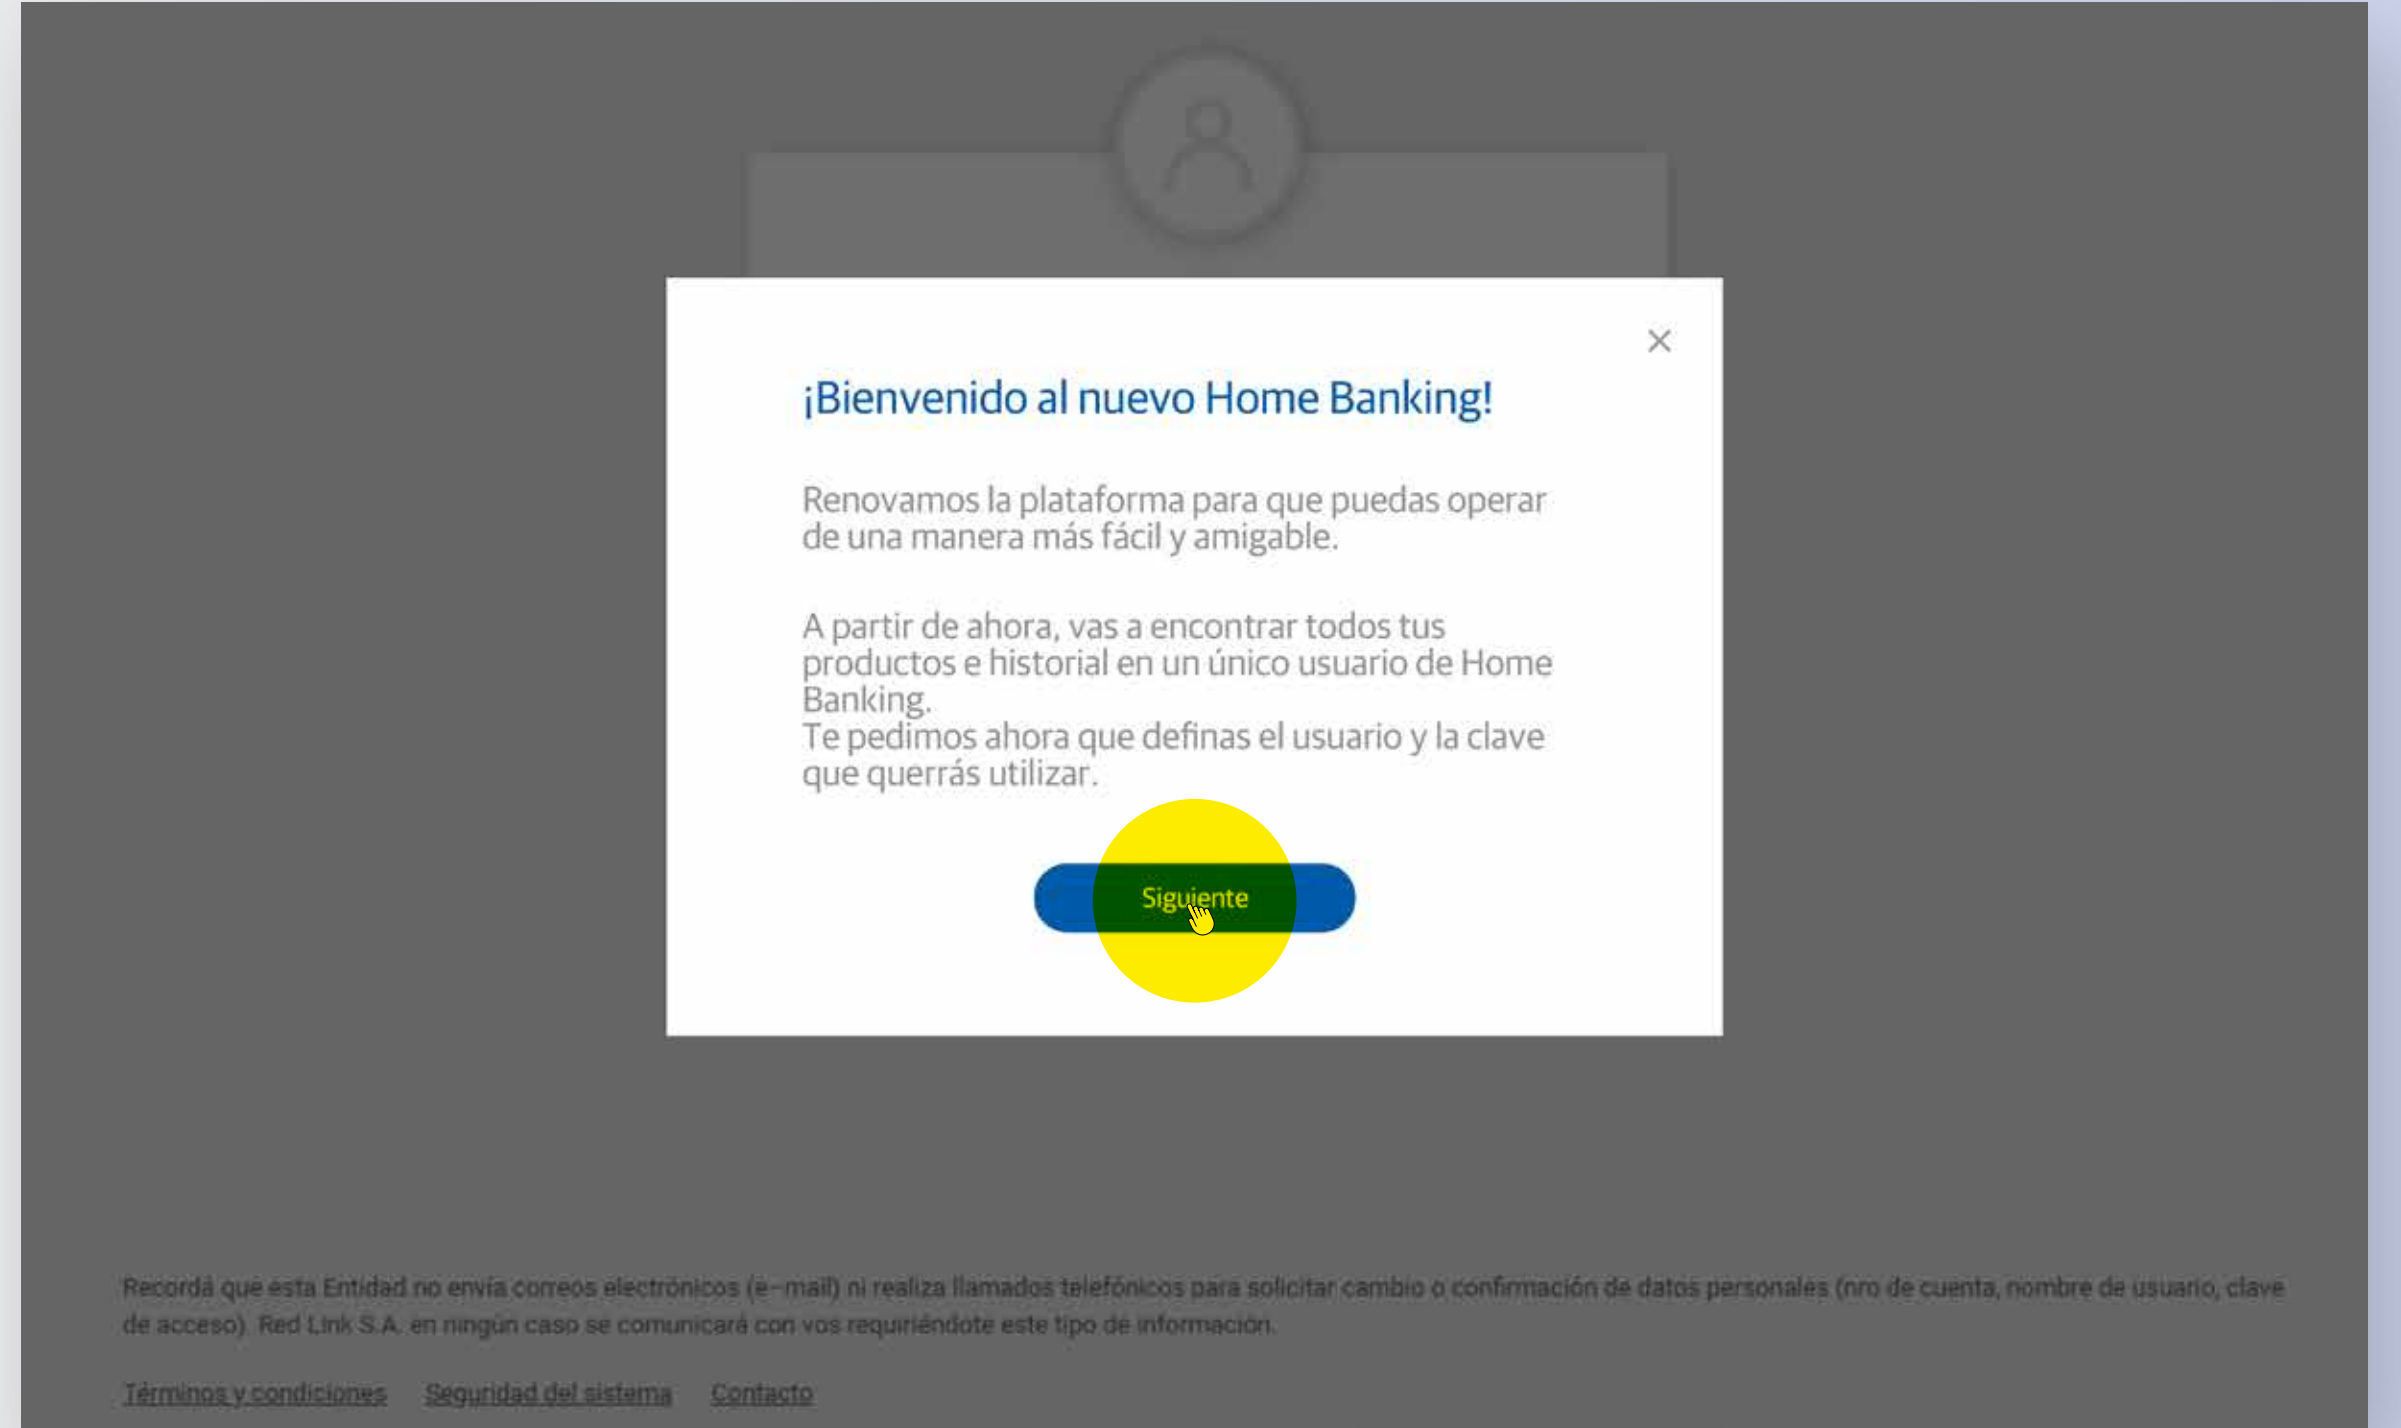 ¡Bienvenido al nuevo Home Banking!
Renovamos la plataforma para que puedas operar
de una manera más fácil y amigable.
A partir de ahora, vas a encontrar todos tus
productos e historial en un único usuario de Home
Banking.
Te pedimos ahora que definas el usuario y la clave
que querrás utilizar.
Siguiente
Recordá que esta Entidad no envía correos electrónicos (e-mail) ni realiza llamados telefónicos para solicitar cambio o confirmación de datos personales (nro de cuenta, nombre de usuario, clave
de acceso). Red Link S.A. en ningún caso se comunicará con vos requiriéndote este tipo de información.
Términos y condiciones Seguridad del sistema Contacto